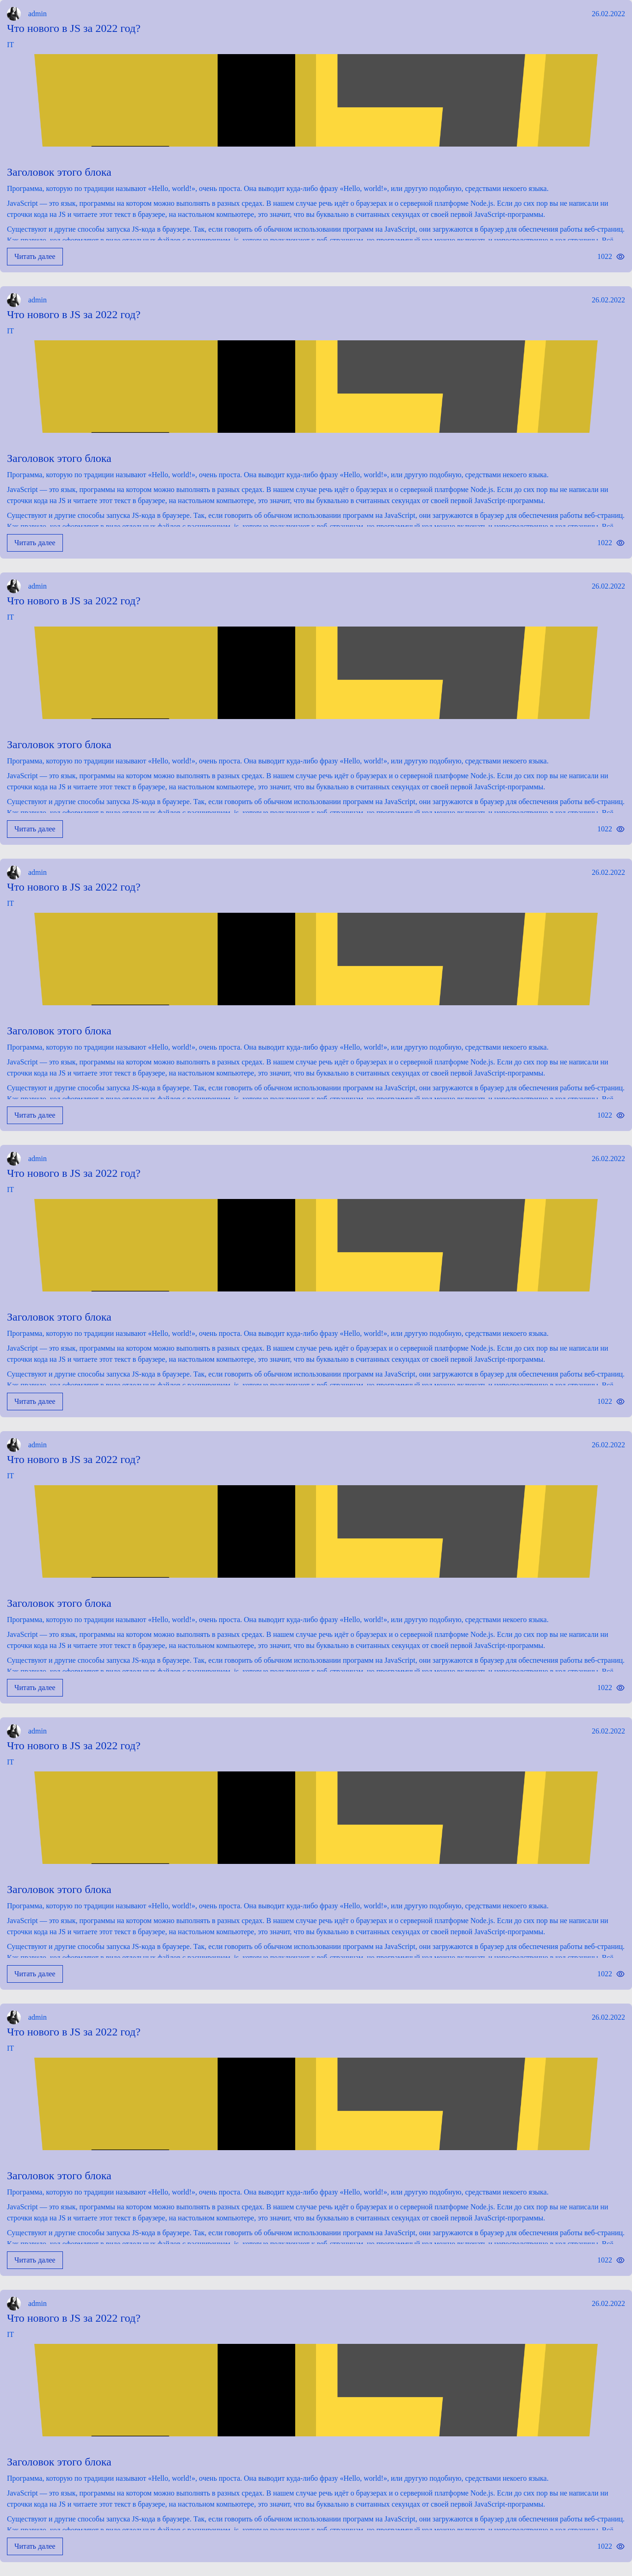 admin
26.02.2022
Что нового в JS за 2022 год?
IT
Заголовок этого блока
Программа, которую по традиции называют «Hello, world!», очень проста. Она выводит куда-либо фразу «Hello, world!», или другую подобную, средствами некоего языка.
JavaScript — это язык, программы на котором можно выполнять в разных средах. В нашем случае речь идёт о браузерах и о серверной платформе Node.js. Если до сих пор вы не написали ни
строчки кода на JS и читаете этот текст в браузере, на настольном компьютере, это значит, что вы буквально в считанных секундах от своей первой JavaScript-программы.
Существуют и другие способы запуска JS-кода в браузере. Так, если говорить об обычном использовании программ на JavaScript, они загружаются в браузер для обеспечения работы веб-страниц.
Читать далее
1022
admin
26.02.2022
Что нового в JS за 2022 год?
IT
Заголовок этого блока
Программа, которую по традиции называют «Hello, world!», очень проста. Она выводит куда-либо фразу «Hello, world!», или другую подобную, средствами некоего языка.
JavaScript — это язык, программы на котором можно выполнять в разных средах. В нашем случае речь идёт о браузерах и о серверной платформе Node.js. Если до сих пор вы не написали ни
строчки кода на JS и читаете этот текст в браузере, на настольном компьютере, это значит, что вы буквально в считанных секундах от своей первой JavaScript-программы.
Существуют и другие способы запуска JS-кода в браузере. Так, если говорить об обычном использовании программ на JavaScript, они загружаются в браузер для обеспечения работы веб-страниц.
Читать далее
1022
admin
26.02.2022
Что нового в JS за 2022 год?
IT
Заголовок этого блока
Программа, которую по традиции называют «Hello, world!», очень проста. Она выводит куда-либо фразу «Hello, world!», или другую подобную, средствами некоего языка.
JavaScript — это язык, программы на котором можно выполнять в разных средах. В нашем случае речь идёт о браузерах и о серверной платформе Node.js. Если до сих пор вы не написали ни
строчки кода на JS и читаете этот текст в браузере, на настольном компьютере, это значит, что вы буквально в считанных секундах от своей первой JavaScript-программы.
Существуют и другие способы запуска JS-кода в браузере. Так, если говорить об обычном использовании программ на JavaScript, они загружаются в браузер для обеспечения работы веб-страниц.
Читать далее
1022
admin
26.02.2022
Что нового в JS за 2022 год?
IT
Заголовок этого блока
Программа, которую по традиции называют «Hello, world!», очень проста. Она выводит куда-либо фразу «Hello, world!», или другую подобную, средствами некоего языка.
JavaScript — это язык, программы на котором можно выполнять в разных средах. В нашем случае речь идёт о браузерах и о серверной платформе Node.js. Если до сих пор вы не написали ни
строчки кода на JS и читаете этот текст в браузере, на настольном компьютере, это значит, что вы буквально в считанных секундах от своей первой JavaScript-программы.
Существуют и другие способы запуска JS-кода в браузере. Так, если говорить об обычном использовании программ на JavaScript, они загружаются в браузер для обеспечения работы веб-страниц.
Читать далее
1022
admin
26.02.2022
Что нового в JS за 2022 год?
IT
Заголовок этого блока
Программа, которую по традиции называют «Hello, world!», очень проста. Она выводит куда-либо фразу «Hello, world!», или другую подобную, средствами некоего языка.
JavaScript — это язык, программы на котором можно выполнять в разных средах. В нашем случае речь идёт о браузерах и о серверной платформе Node.js. Если до сих пор вы не написали ни
строчки кода на JS и читаете этот текст в браузере, на настольном компьютере, это значит, что вы буквально в считанных секундах от своей первой JavaScript-программы.
Существуют и другие способы запуска JS-кода в браузере. Так, если говорить об обычном использовании программ на JavaScript, они загружаются в браузер для обеспечения работы веб-страниц.
Читать далее
1022
admin
26.02.2022
Что нового в JS за 2022 год?
IT
Заголовок этого блока
Программа, которую по традиции называют «Hello, world!», очень проста. Она выводит куда-либо фразу «Hello, world!», или другую подобную, средствами некоего языка.
JavaScript — это язык, программы на котором можно выполнять в разных средах. В нашем случае речь идёт о браузерах и о серверной платформе Node.js. Если до сих пор вы не написали ни
строчки кода на JS и читаете этот текст в браузере, на настольном компьютере, это значит, что вы буквально в считанных секундах от своей первой JavaScript-программы.
Существуют и другие способы запуска JS-кода в браузере. Так, если говорить об обычном использовании программ на JavaScript, они загружаются в браузер для обеспечения работы веб-страниц.
Читать далее
1022
admin
26.02.2022
Что нового в JS за 2022 год?
IT
Заголовок этого блока
Программа, которую по традиции называют «Hello, world!», очень проста. Она выводит куда-либо фразу «Hello, world!», или другую подобную, средствами некоего языка.
JavaScript — это язык, программы на котором можно выполнять в разных средах. В нашем случае речь идёт о браузерах и о серверной платформе Node.js. Если до сих пор вы не написали ни
строчки кода на JS и читаете этот текст в браузере, на настольном компьютере, это значит, что вы буквально в считанных секундах от своей первой JavaScript-программы.
Существуют и другие способы запуска JS-кода в браузере. Так, если говорить об обычном использовании программ на JavaScript, они загружаются в браузер для обеспечения работы веб-страниц.
Читать далее
1022
admin
26.02.2022
Что нового в JS за 2022 год?
IT
Заголовок этого блока
Программа, которую по традиции называют «Hello, world!», очень проста. Она выводит куда-либо фразу «Hello, world!», или другую подобную, средствами некоего языка.
JavaScript — это язык, программы на котором можно выполнять в разных средах. В нашем случае речь идёт о браузерах и о серверной платформе Node.js. Если до сих пор вы не написали ни
строчки кода на JS и читаете этот текст в браузере, на настольном компьютере, это значит, что вы буквально в считанных секундах от своей первой JavaScript-программы.
Существуют и другие способы запуска JS-кода в браузере. Так, если говорить об обычном использовании программ на JavaScript, они загружаются в браузер для обеспечения работы веб-страниц.
Читать далее
1022
admin
26.02.2022
Что нового в JS за 2022 год?
IT
Заголовок этого блока
Программа, которую по традиции называют «Hello, world!», очень проста. Она выводит куда-либо фразу «Hello, world!», или другую подобную, средствами некоего языка.
JavaScript — это язык, программы на котором можно выполнять в разных средах. В нашем случае речь идёт о браузерах и о серверной платформе Node.js. Если до сих пор вы не написали ни
строчки кода на JS и читаете этот текст в браузере, на настольном компьютере, это значит, что вы буквально в считанных секундах от своей первой JavaScript-программы.
Существуют и другие способы запуска JS-кода в браузере. Так, если говорить об обычном использовании программ на JavaScript, они загружаются в браузер для обеспечения работы веб-страниц.
Читать далее
1022